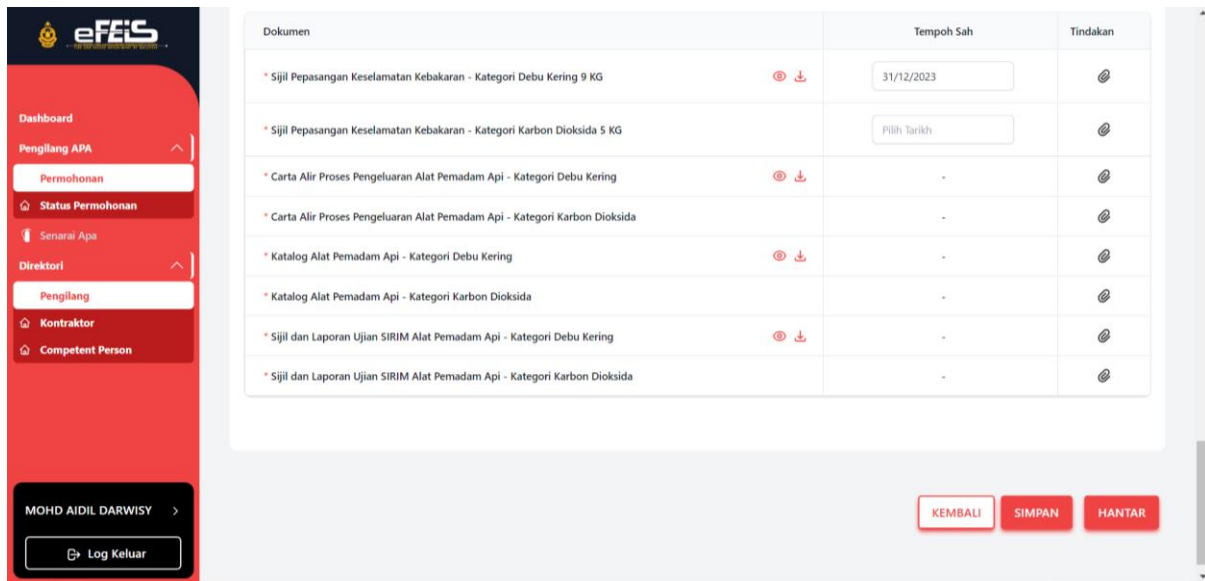 eFEiS
Dashboard
Pengilang APA
Permohonan
Status Permohonan
Senarai Apa
Direktori
Pengilang
Kontraktor
Competent Person
MOHD AIDIL DARWISY >
Log Keluar
Dokumen Tempoh Sah Tindakan
* Sijil Pepasangan Keselamatan Kebakaran - Kategori Debu Kering 9 KG 31/12/2023
* Sijil Pepasangan Keselamatan Kebakaran - Kategori Karbon Dioksida 5 KG Pilih Tarikh
* Carta Alir Proses Pengeluaran Alat Pemadam Api - Kategori Debu Kering -
* Carta Alir Proses Pengeluaran Alat Pemadam Api - Kategori Karbon Dioksida -
* Katalog Alat Pemadam Api - Kategori Debu Kering -
* Katalog Alat Pemadam Api - Kategori Karbon Dioksida -
* Sijil dan Laporan Ujian SIRIM Alat Pemadam Api - Kategori Debu Kering -
* Sijil dan Laporan Ujian SIRIM Alat Pemadam Api - Kategori Karbon Dioksida -
KEMBALI SIMPAN HANTAR